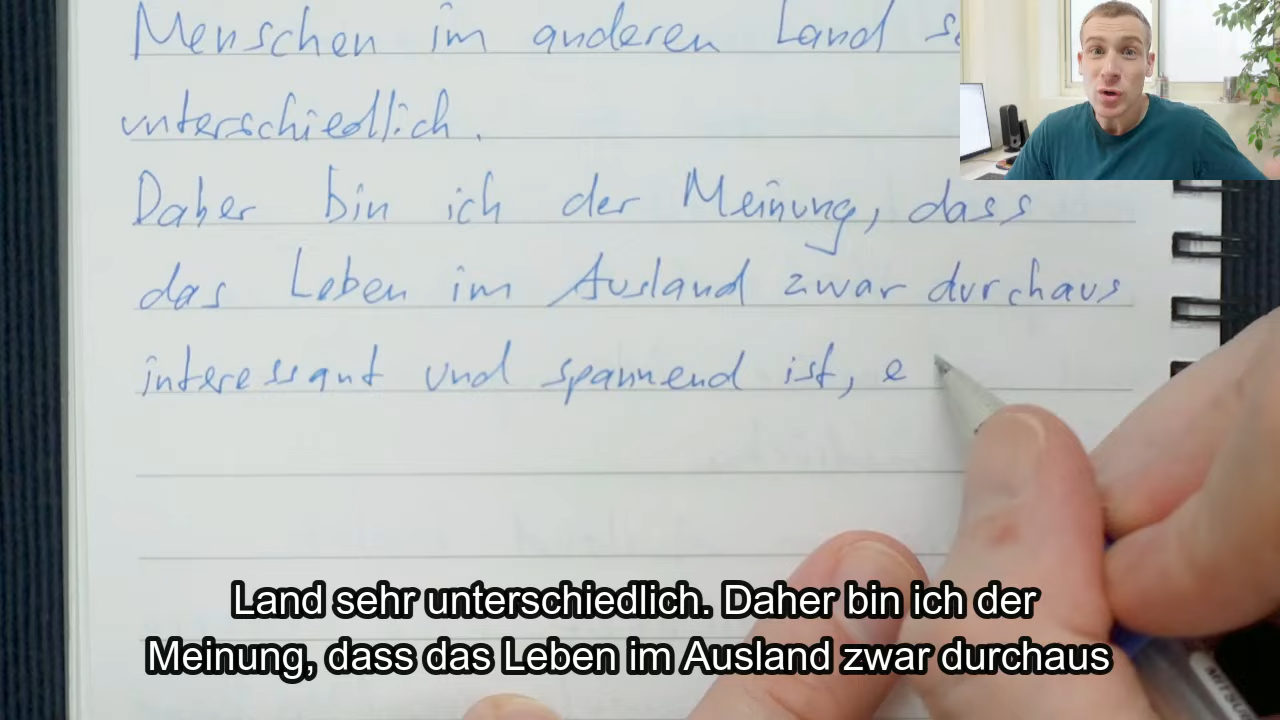 Menschen im anderen Land
unterschiedlich.
Daher bin ich der Meinung, dass
das Leben im Ausland zwar durchaus
interessant und spannend ist, e
Land sehr unterschiedlich. Daher bin ich der
Meinung, dass das Leben im Ausland zwar durchaus